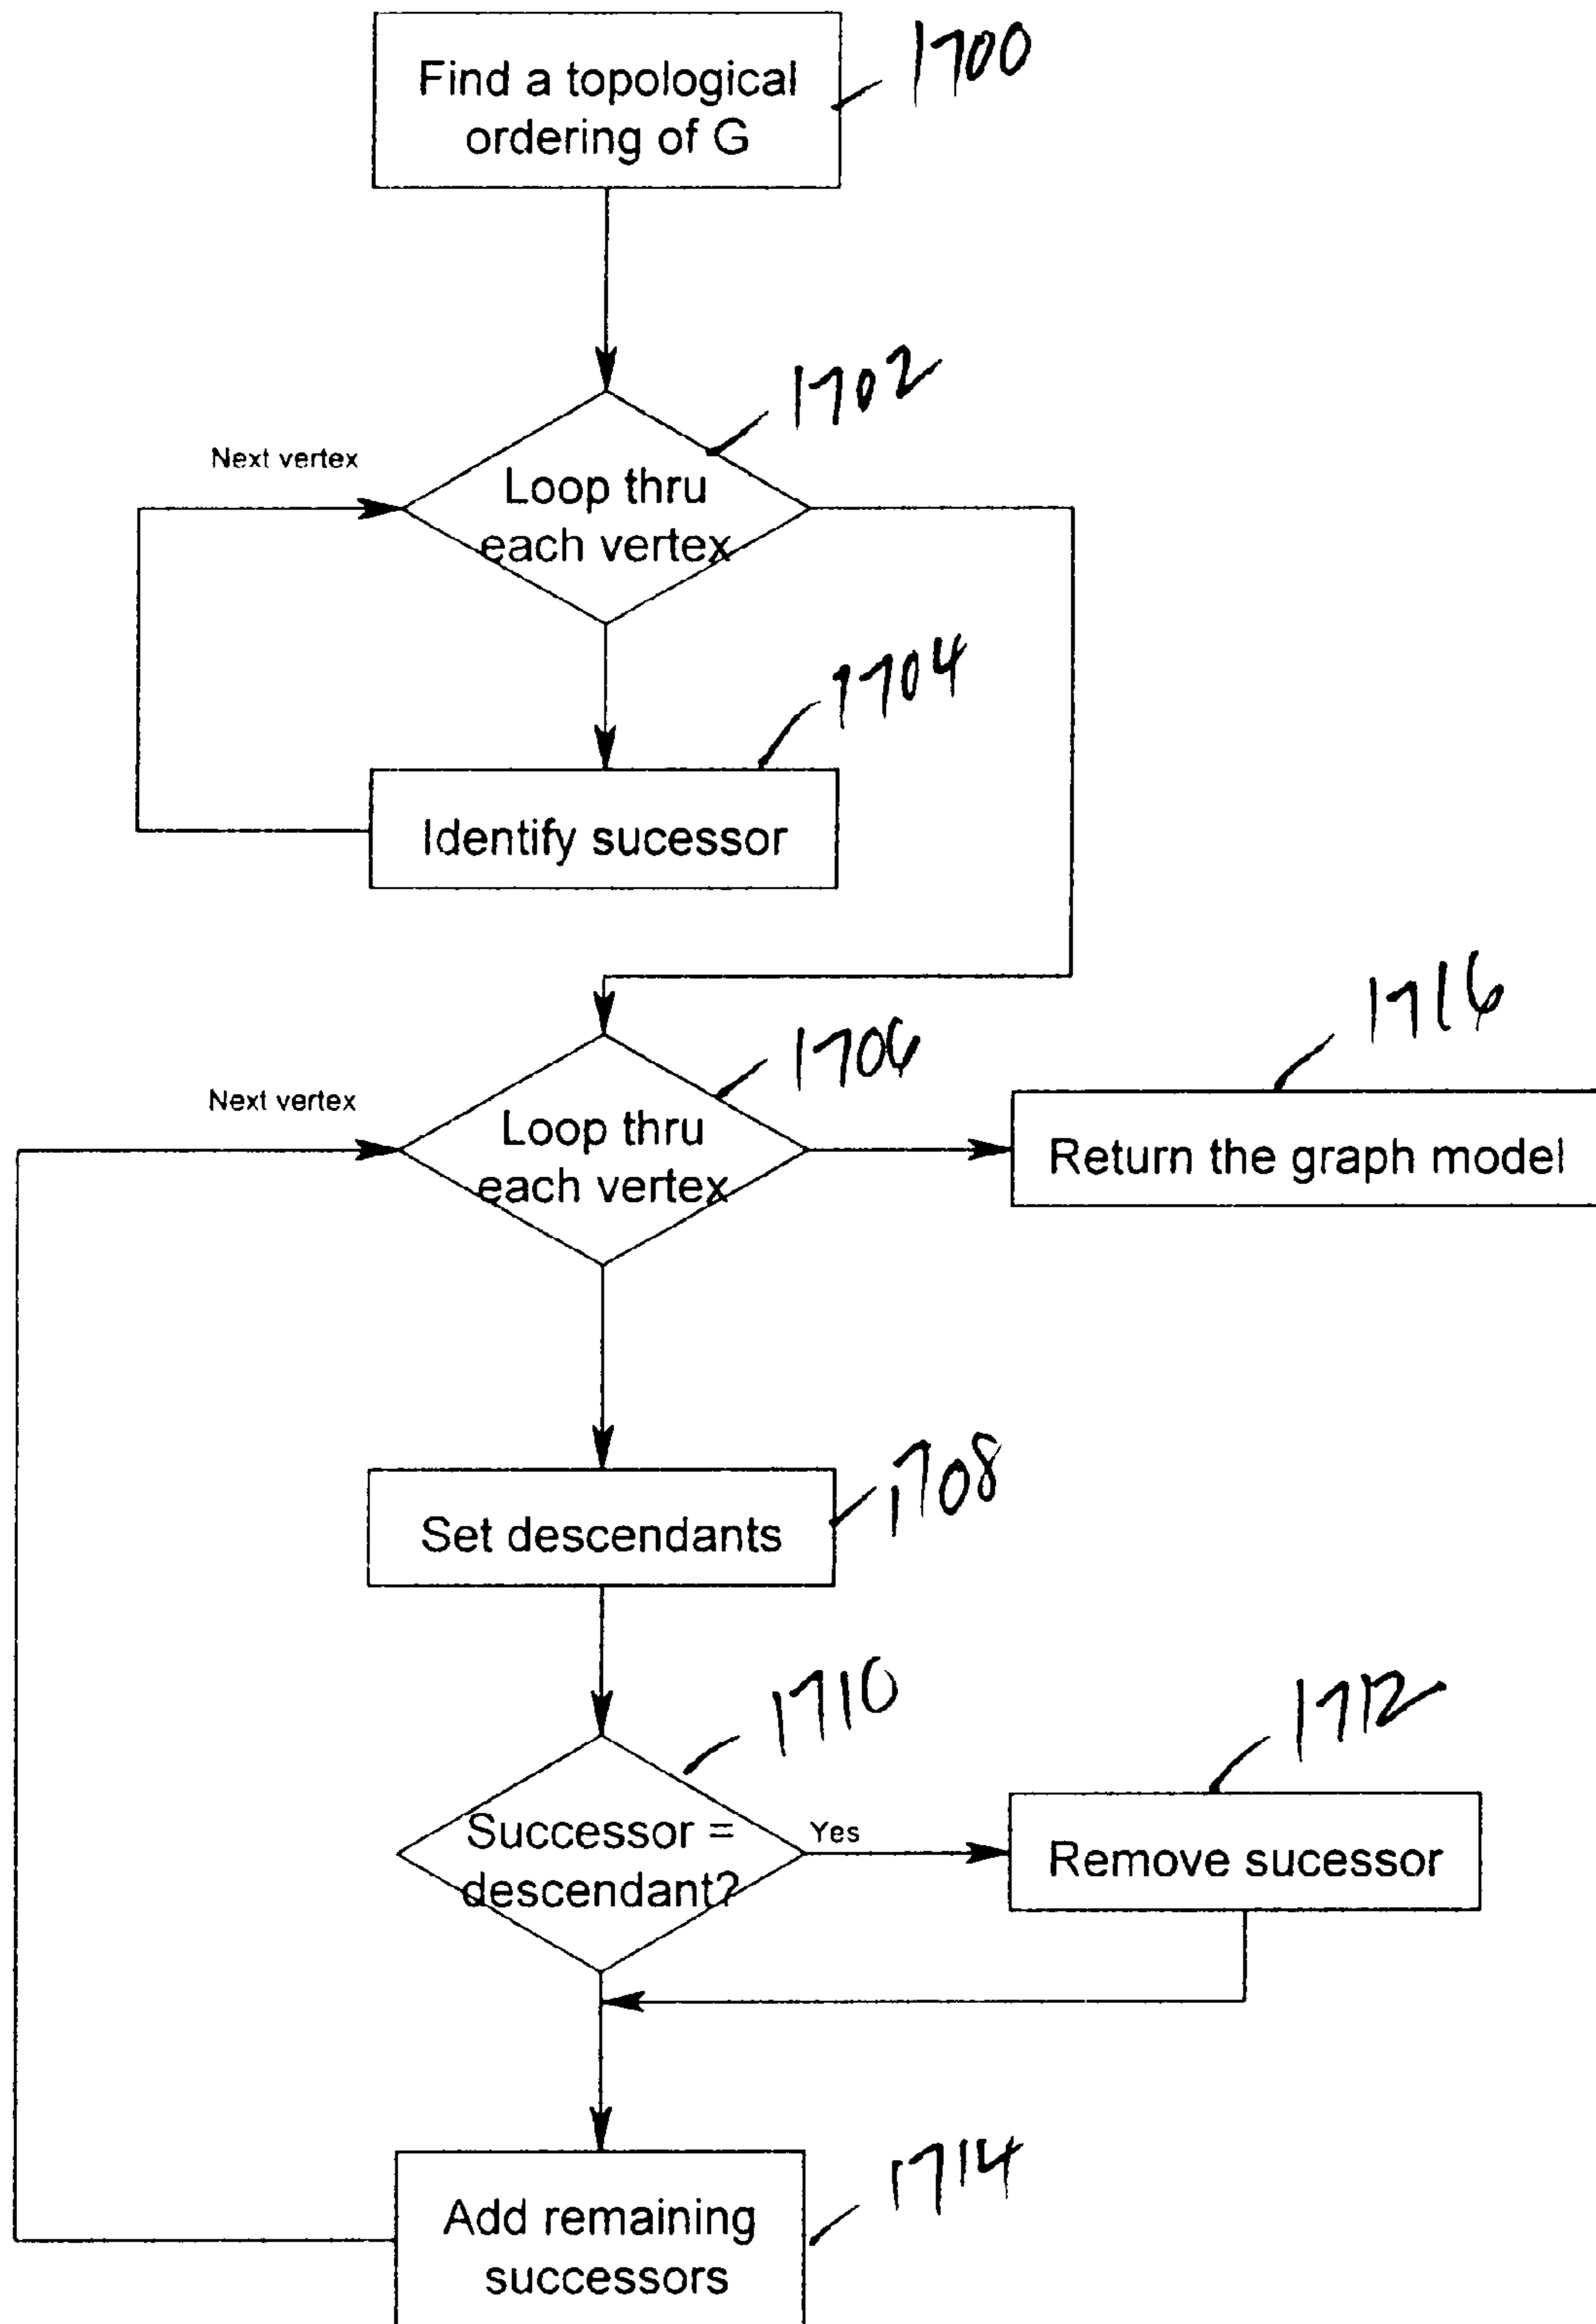 Find a topological
ordering of G
1700
1702
Next vertex
Loop thru
each vertex
1704
Identify sucessor
1716
1706
Next vertex
Loop thru
each vertex
Return the graph model
1708
Set descendants
1710
1712
Successor =
descendant?
Yes
Remove sucessor
1714
Add remaining
successors